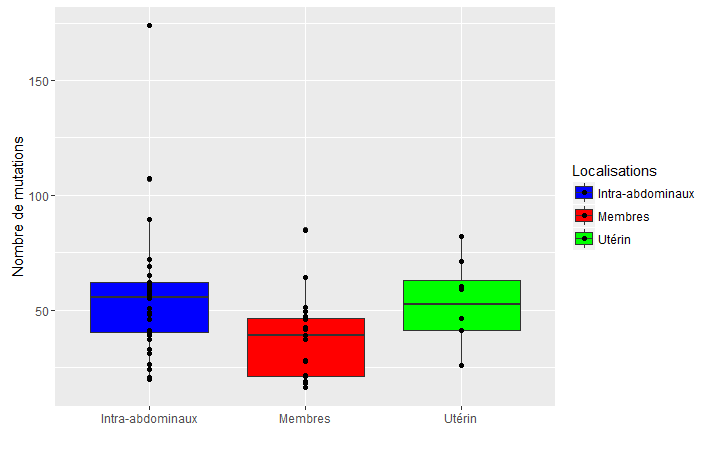 Nombre de mutations
150
100
50
Intra-abdominaux
Membres
Utérin
Localisations
Intra-abdominaux
Membres
Utérin